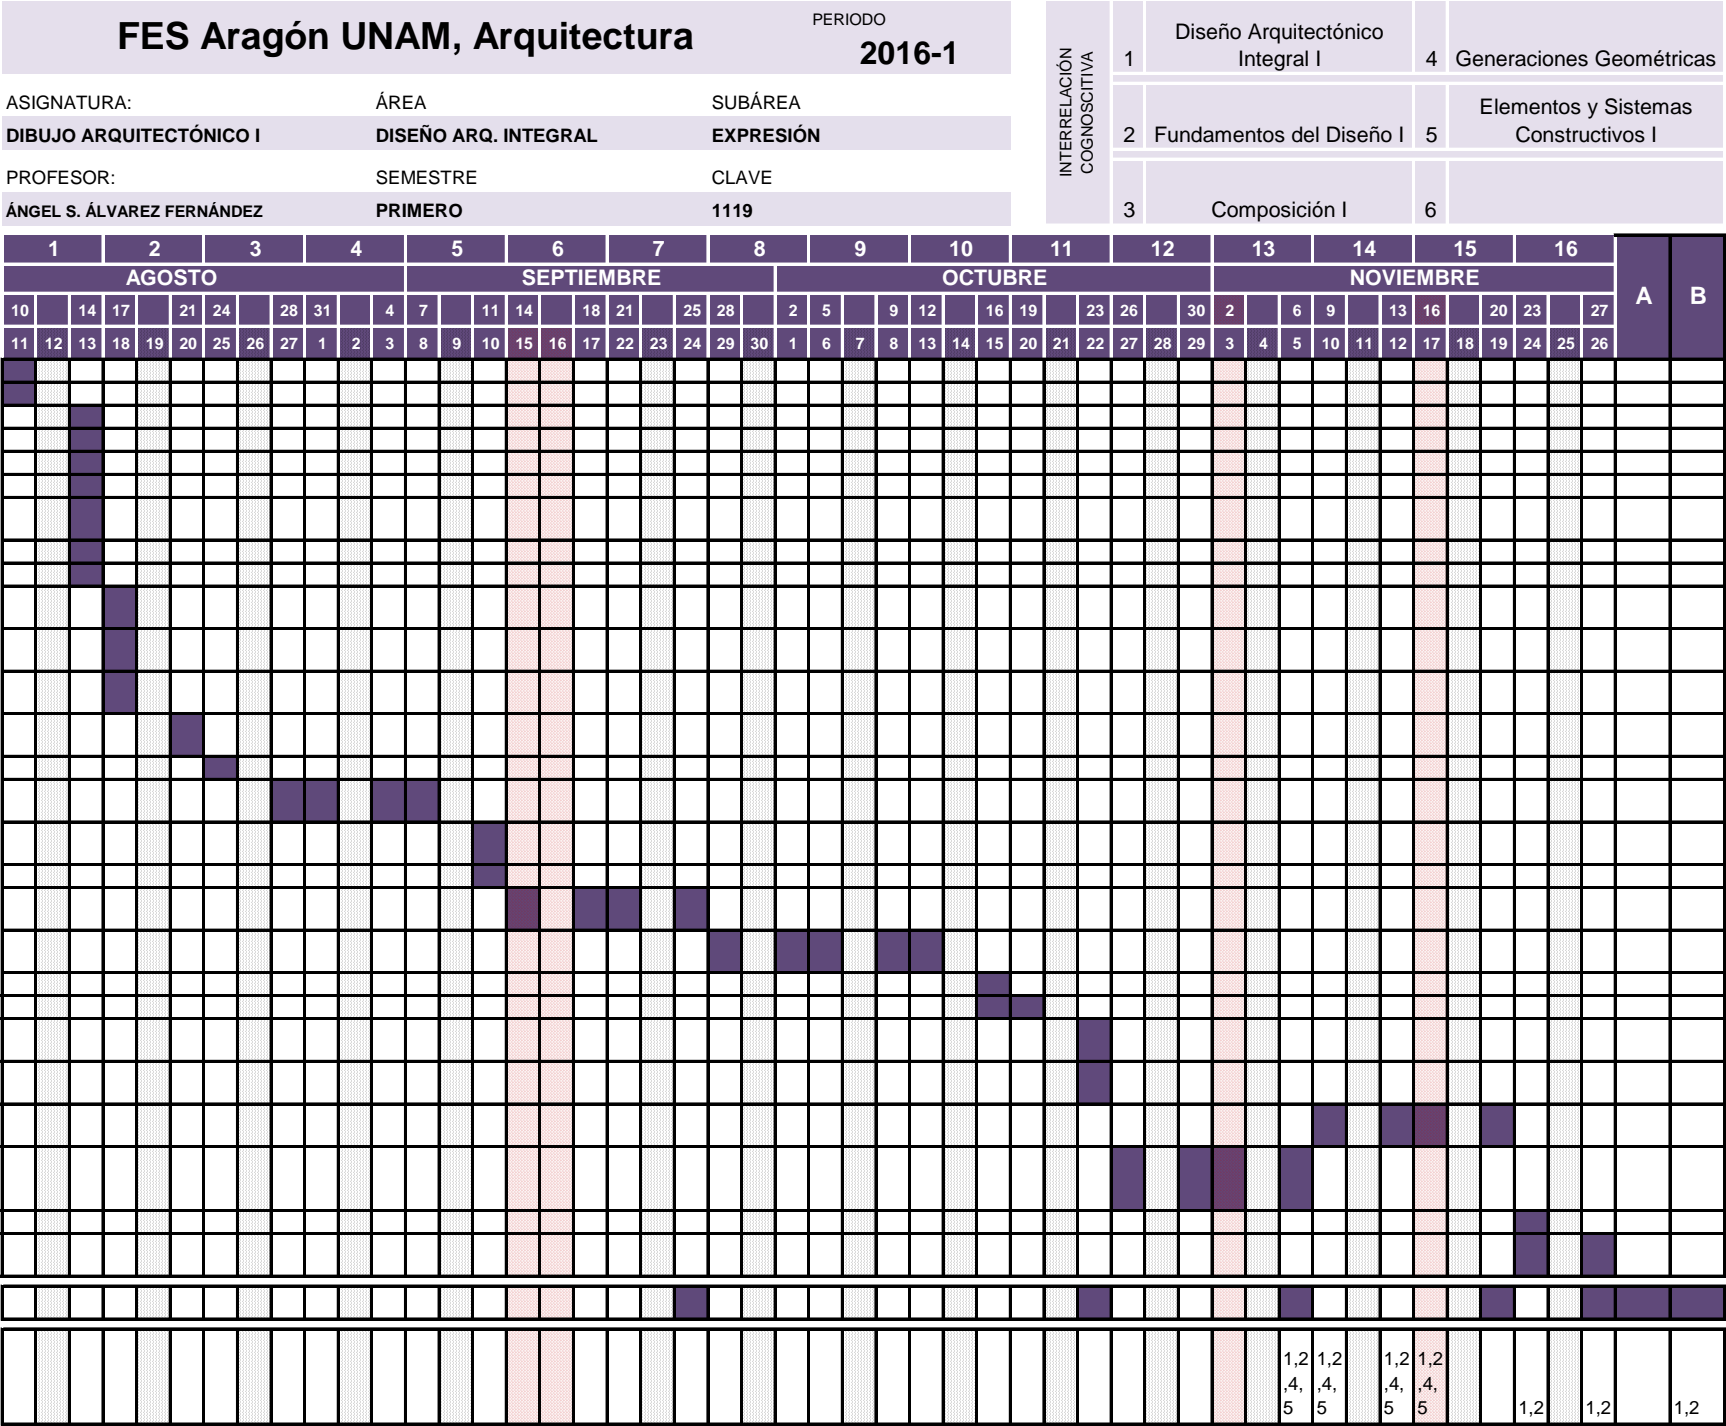 FES Aragón UNAM, Arquitectura
PERIODO
2016-1
ASIGNATURA: ÁREA SUBÁREA
DIBUJO ARQUITECTÓNICO I DISEÑO ARQ. INTEGRAL EXPRESIÓN
PROFESOR: SEMESTRE CLAVE
ÁNGEL S. ÁLVAREZ FERNÁNDEZ PRIMERO 1119
INTERRELACIÓN
COGNOSCITIVA
1 Diseño Arquitectónico
Integral I
4 Generaciones Geométricas
2 Fundamentos del Diseño I
5 Elementos y Sistemas
Constructivos I
3 Composición I
6
1 2 3 4 5 6 7 8 9 10 11 12 13 14 15 16
AGOSTO SEPTIEMBRE OCTUBRE NOVIEMBRE
A B
10 14 17 21 24 28 31 4 7 11 14 18 21 25 28 2 5 9 12 16 19 23 26 30 2 6 9 13 16 20 23 27
11 12 13 18 19 20 25 26 27 1 2 3 8 9 10 15 16 17 22 23 24 29 30 1 6 7 8 13 14 15 20 21 22 27 28 29 3 4 5 10 11 12 17 18 19 24 25 26
1,2 1,2 1,2 1,2
,4, ,4, ,4, ,4,
5 5 5 5 1,2 1,2 1,2